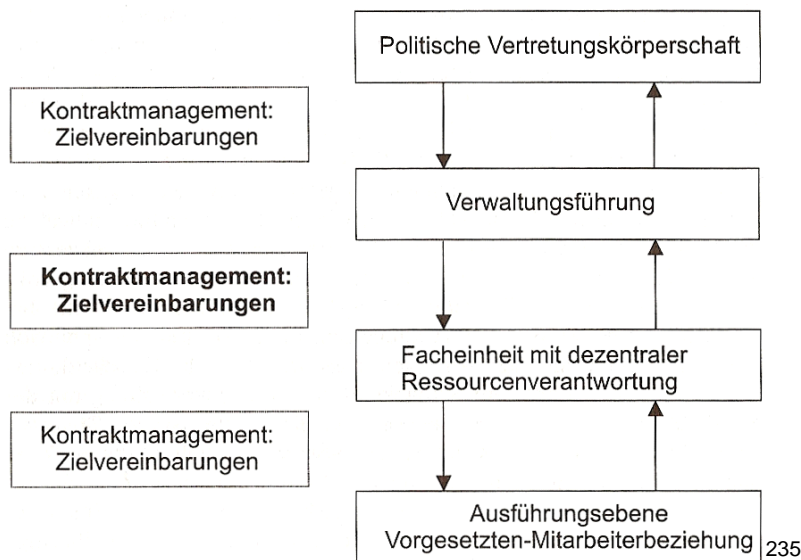 Politische Vertretungskörperschaft
Kontraktmanagement:
Zielvereinbarungen
Verwaltungsführung
Kontraktmanagement:
Zielvereinbarungen
Facheinheit mit dezentraler
Ressourcenverantwortung
Kontraktmanagement:
Zielvereinbarungen
Ausführungsebene
Vorgesetzten-Mitarbeiterbeziehung
235